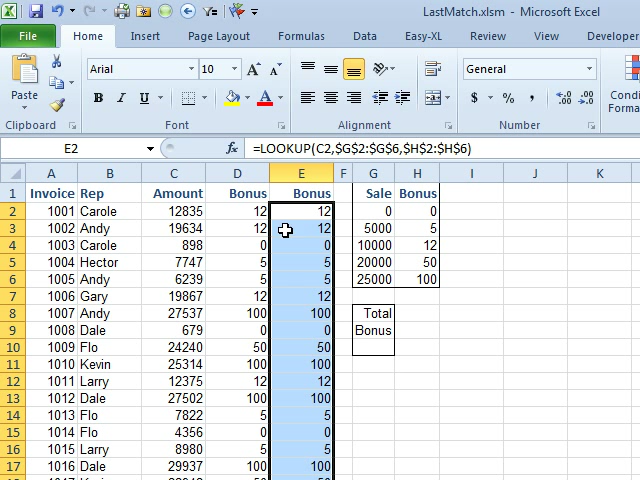 LastMatch.xlsm - Microsoft Excel
File Home Insert Page Layout Formulas Data Easy-XL Review View Developer
Paste Arial 10 A A General Condi
B I U A $ % , .00 .0 Forma
Clipboard Font Alignment Number
E2 fx =LOOKUP(C2,$G$2:$G$6,$H$2:$H$6)
A B C D E F G H I J K
1 Invoice Rep Amount Bonus Bonus Sale Bonus
2 1001 Carole 12835 12 12 0 0
3 1002 Andy 19634 12 12 5000 5
4 1003 Carole 898 0 0 10000 12
5 1004 Hector 7747 5 5 20000 50
6 1005 Andy 6239 5 5 25000 100
7 1006 Gary 19867 12 12
8 1007 Andy 27537 100 100 Total
9 1008 Dale 679 0 0 Bonus
10 1009 Flo 24240 50 50
11 1010 Kevin 25314 100 100
12 1011 Larry 12375 12 12
13 1012 Dale 27502 100 100
14 1013 Flo 7822 5 5
15 1014 Flo 4356 0 0
16 1015 Larry 8980 5 5
17 1016 Dale 29937 100 100